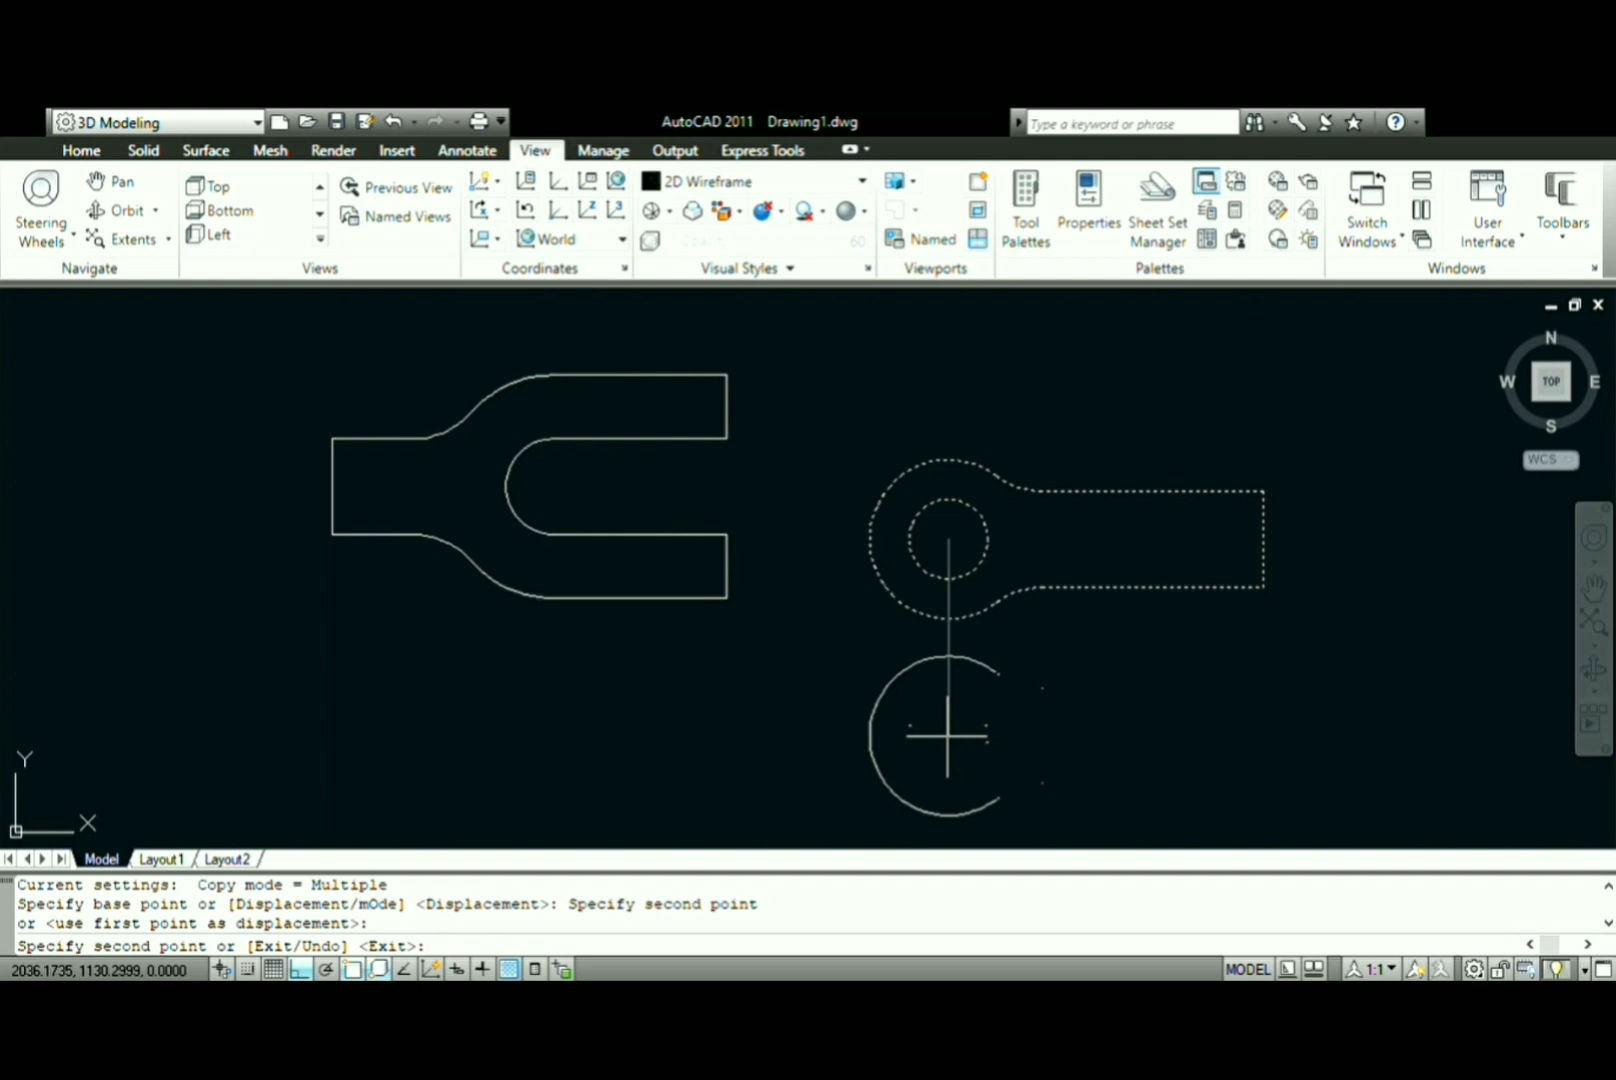 3D Modeling
AutoCAD 2011 Drawing1.dwg
Type a keyword or phrase
Home Solid Surface Mesh Render Insert Annotate View Manage Output Express Tools
Steering Wheels
Pan
Orbit
Extents
Navigate
Top
Bottom
Left
Previous View
Named Views
Views
World
Coordinates
2D Wireframe
60
Visual Styles
Named
Viewports
Tool Palettes
Properties
Sheet Set Manager
Palettes
Switch Windows
User Interface
Toolbars
Windows
N
W TOP E
S
WCS
Y
X
Model Layout1 Layout2
Current settings: Copy mode = Multiple
Specify base point or [Displacement/mOde] <Displacement>: Specify second point
or <use first point as displacement>:
Specify second point or [Exit/Undo] <Exit>:
2036.1735, 1130.2999, 0.0000
MODEL
1:1